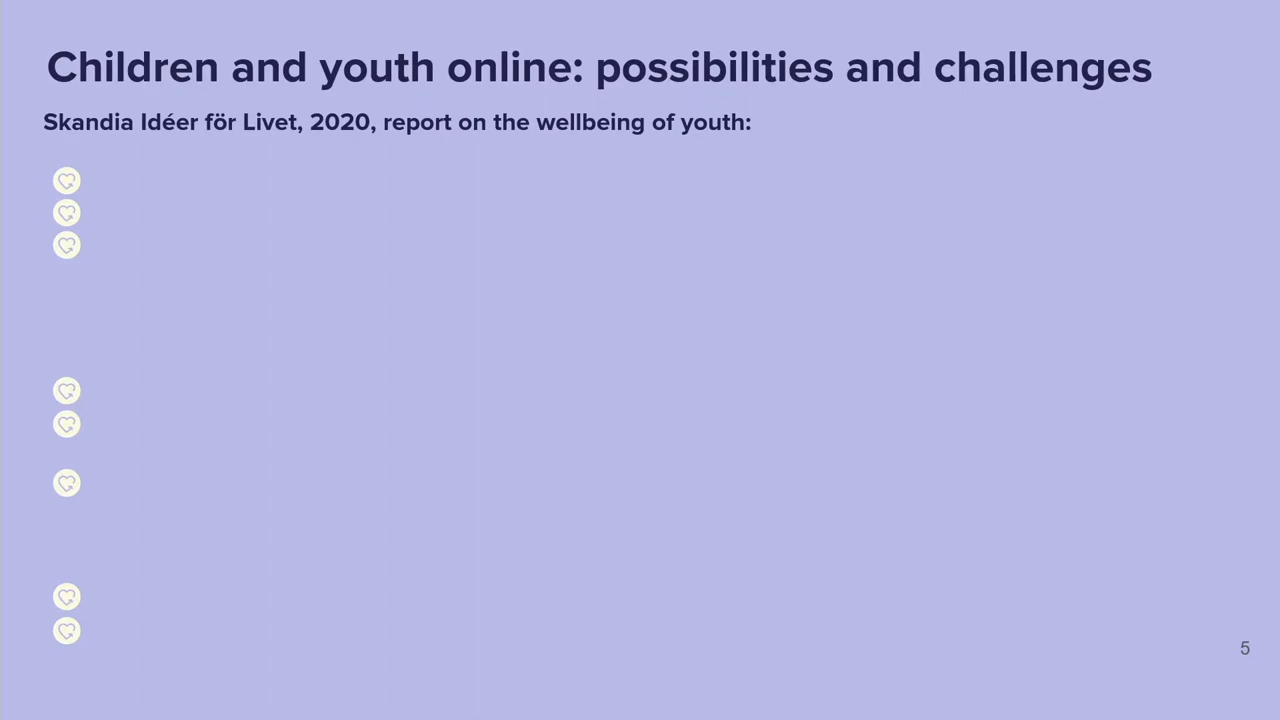 Children and youth online: possibilities and challenges
Skandia Idéer för Livet, 2020, report on the wellbeing of youth:
5